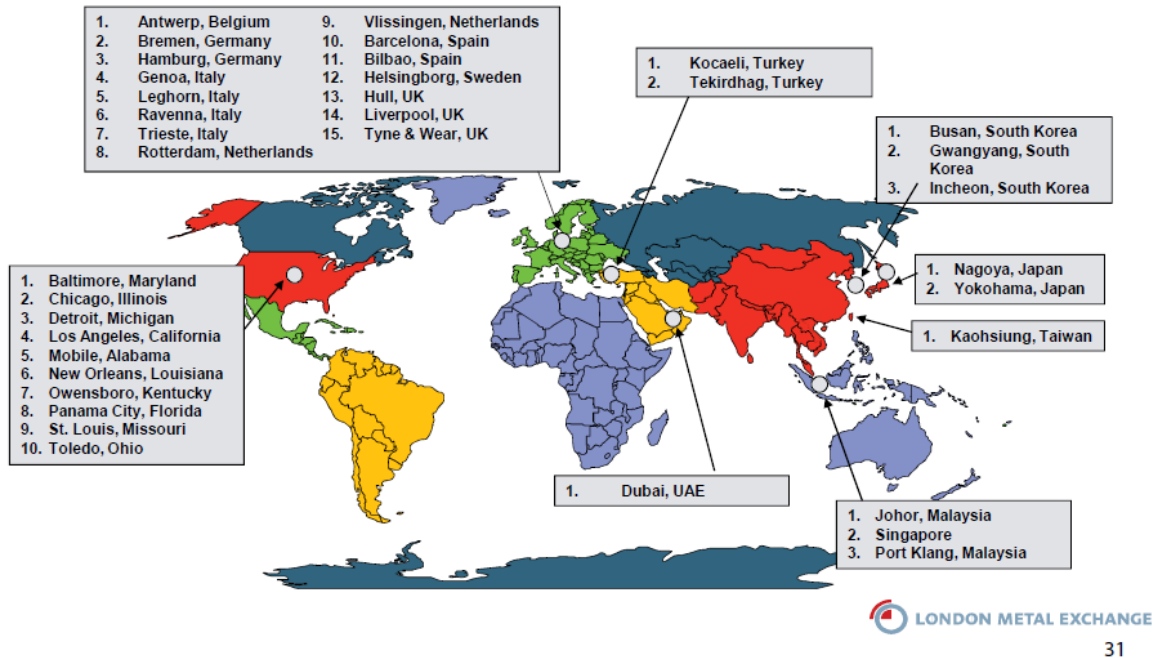 1. Antwerp, Belgium
2. Bremen, Germany
3. Hamburg, Germany
4. Genoa, Italy
5. Leghorn, Italy
6. Ravenna, Italy
7. Trieste, Italy
8. Rotterdam, Netherlands
9. Vlissingen, Netherlands
10. Barcelona, Spain
11. Bilbao, Spain
12. Helsingborg, Sweden
13. Hull, UK
14. Liverpool, UK
15. Tyne & Wear, UK
1. Kocaeli, Turkey
2. Tekirdhag, Turkey
1. Busan, South Korea
2. Gwangyang, South
Korea
3. Incheon, South Korea
1. Baltimore, Maryland
2. Chicago, Illinois
3. Detroit, Michigan
4. Los Angeles, California
5. Mobile, Alabama
6. New Orleans, Louisiana
7. Owensboro, Kentucky
8. Panama City, Florida
9. St. Louis, Missouri
10. Toledo, Ohio
1. Nagoya, Japan
2. Yokohama, Japan
1. Kaohsiung, Taiwan
1. Dubai, UAE
1. Johor, Malaysia
2. Singapore
3. Port Klang, Malaysia
LONDON METAL EXCHANGE
31